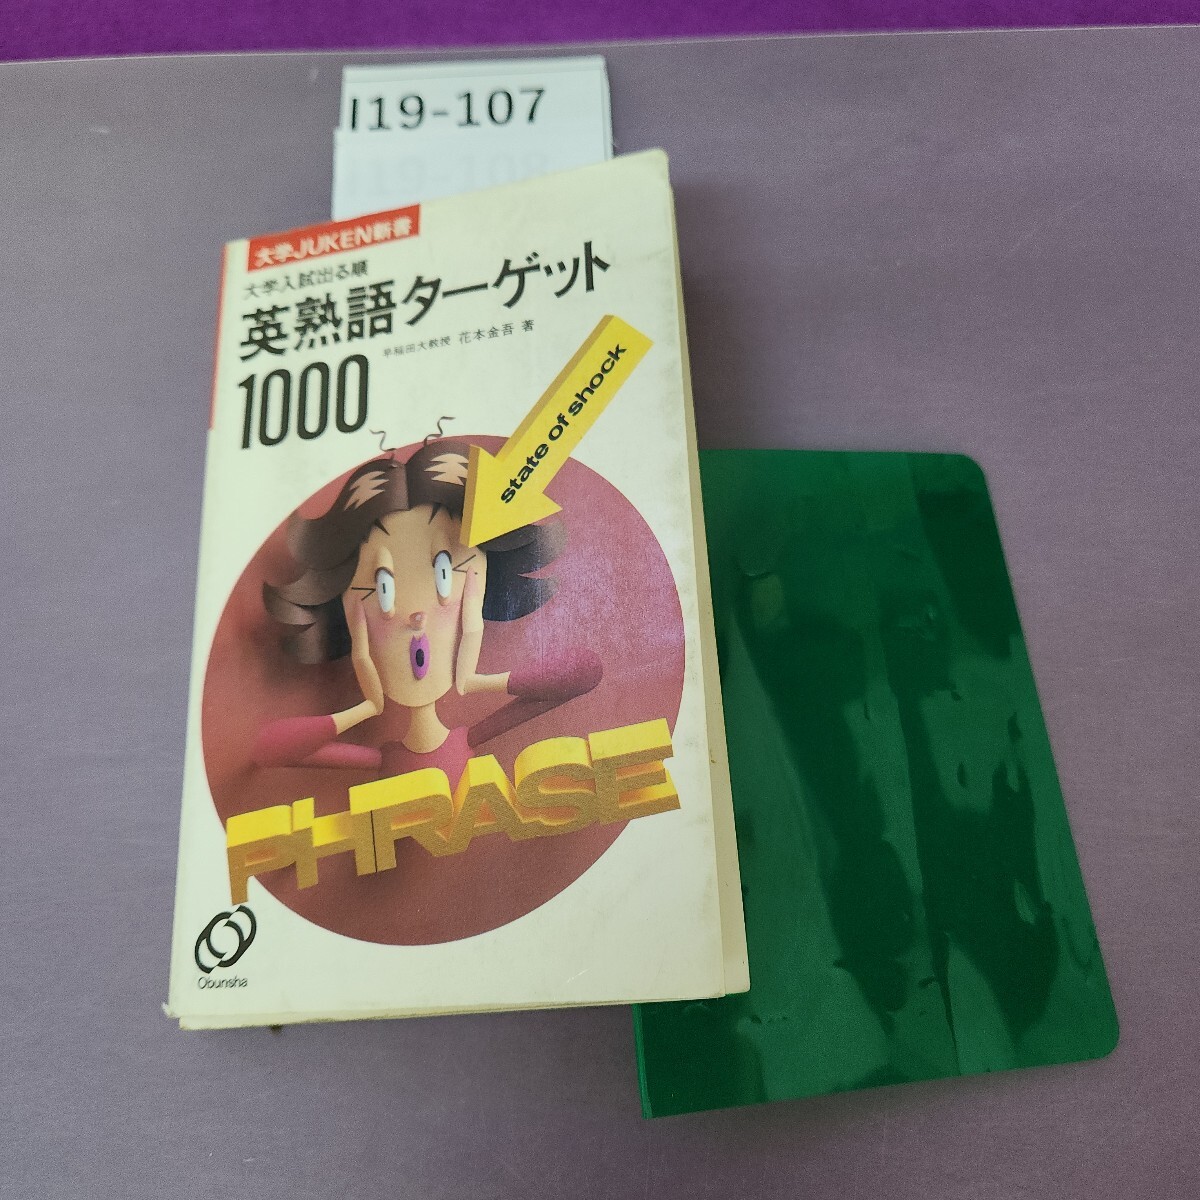 I19-107
I19-108
大学JUKEN新書
大学入試出る順
英熟語ターゲット
1000
早稲田大教授 花本金吾 著
state of shock
PHRASE
Obunsha